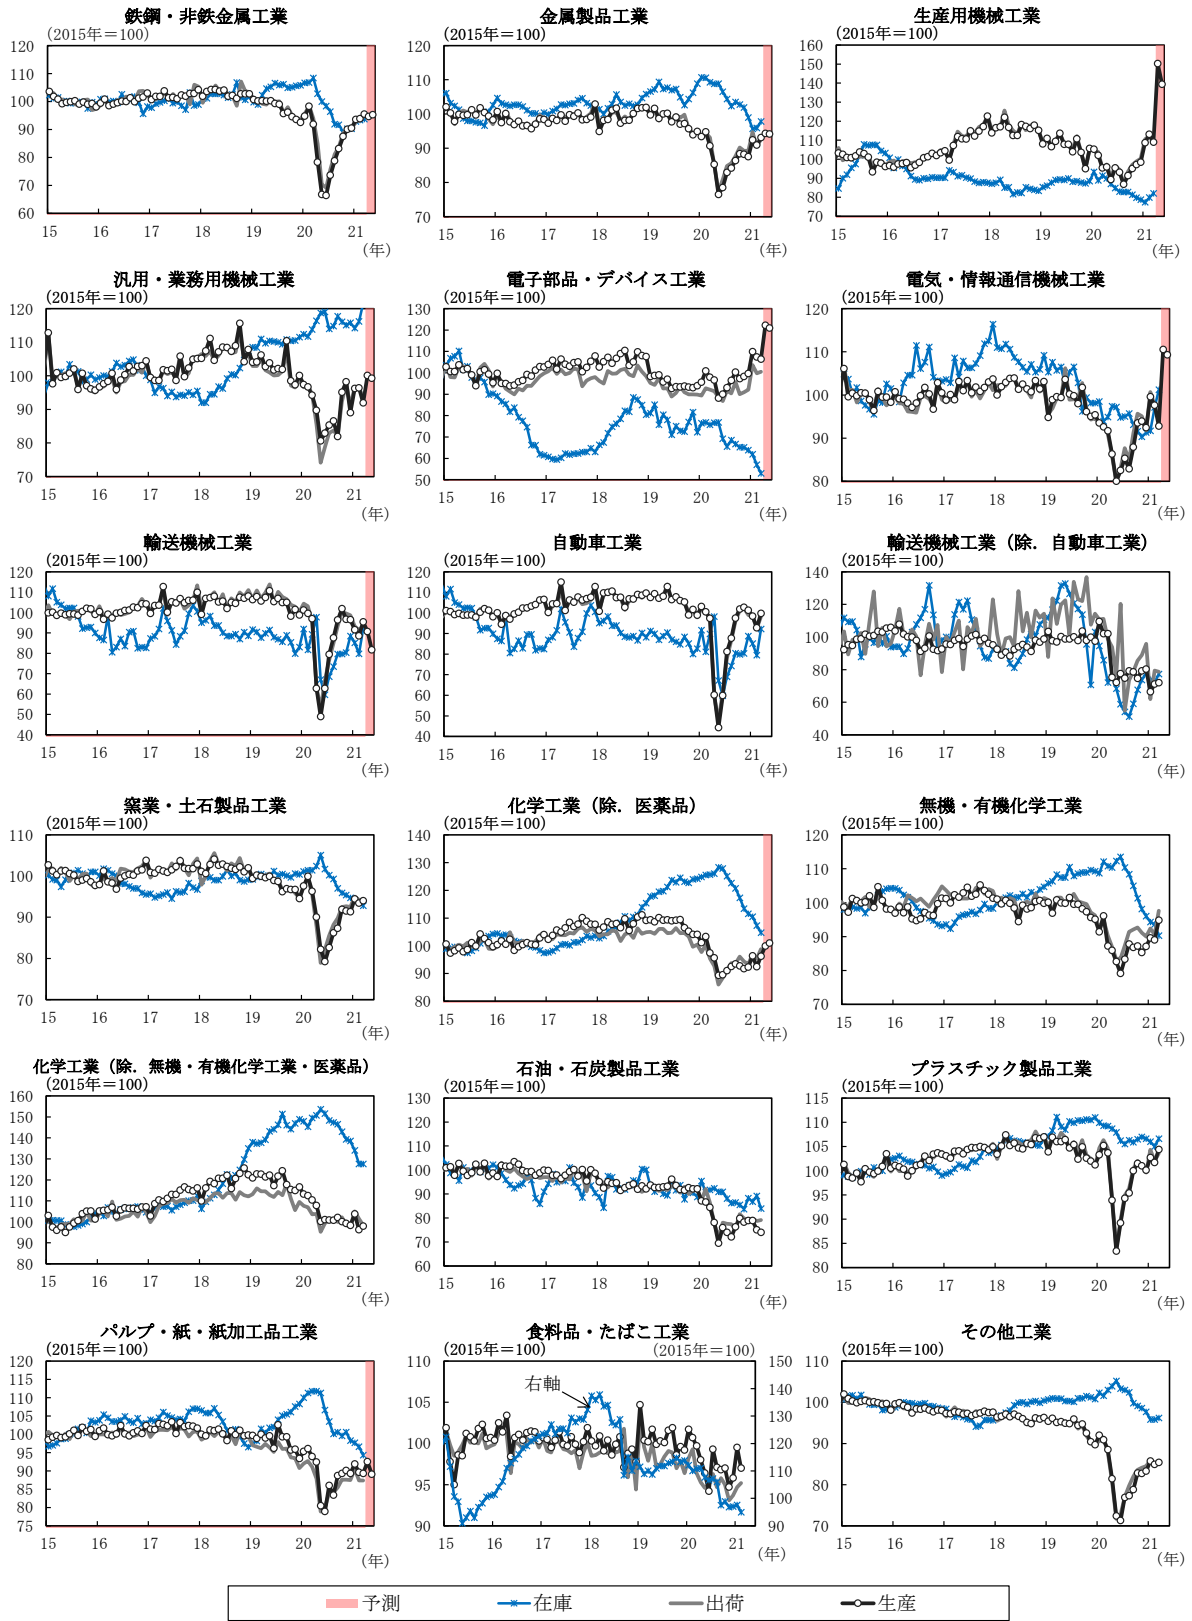 鉄鋼・非鉄金属工業
(2015年＝100)
120
110
100
90
80
70
60
15 16 17 18 19 20 21
(年)
金属製品工業
(2015年＝100)
120
110
100
90
80
70
15 16 17 18 19 20 21
(年)
生産用機械工業
(2015年＝100)
160
150
140
130
120
110
100
90
80
70
15 16 17 18 19 20 21
(年)
汎用・業務用機械工業
(2015年＝100)
120
110
100
90
80
70
15 16 17 18 19 20 21
(年)
電子部品・デバイス工業
(2015年＝100)
130
120
110
100
90
80
70
60
50
15 16 17 18 19 20 21
(年)
電気・情報通信機械工業
(2015年＝100)
120
110
100
90
80
15 16 17 18 19 20 21
(年)
輸送機械工業
(2015年＝100)
120
110
100
90
80
70
60
50
40
15 16 17 18 19 20 21
(年)
自動車工業
(2015年＝100)
120
110
100
90
80
70
60
50
40
15 16 17 18 19 20 21
(年)
輸送機械工業（除．自動車工業）
(2015年＝100)
140
120
100
80
60
40
15 16 17 18 19 20 21
(年)
窯業・土石製品工業
(2015年＝100)
110
100
90
80
70
15 16 17 18 19 20 21
(年)
化学工業（除．医薬品）
(2015年＝100)
140
130
120
110
100
90
80
15 16 17 18 19 20 21
(年)
無機・有機化学工業
(2015年＝100)
120
110
100
90
80
70
15 16 17 18 19 20 21
(年)
化学工業（除．無機・有機化学工業・医薬品）
(2015年＝100)
160
150
140
130
120
110
100
90
80
15 16 17 18 19 20 21
(年)
石油・石炭製品工業
(2015年＝100)
130
120
110
100
90
80
70
60
15 16 17 18 19 20 21
(年)
プラスチック製品工業
(2015年＝100)
115
110
105
100
95
90
85
80
15 16 17 18 19 20 21
(年)
パルプ・紙・紙加工品工業
(2015年＝100)
120
115
110
105
100
95
90
85
80
75
15 16 17 18 19 20 21
(年)
食料品・たばこ工業
(2015年＝100) (2015年＝100)
右軸
110
105
100
95
90
150
140
130
120
110
100
90
15 16 17 18 19 20 21
(年)
その他工業
(2015年＝100)
110
100
90
80
70
15 16 17 18 19 20 21
(年)
予測 在庫 出荷 生産